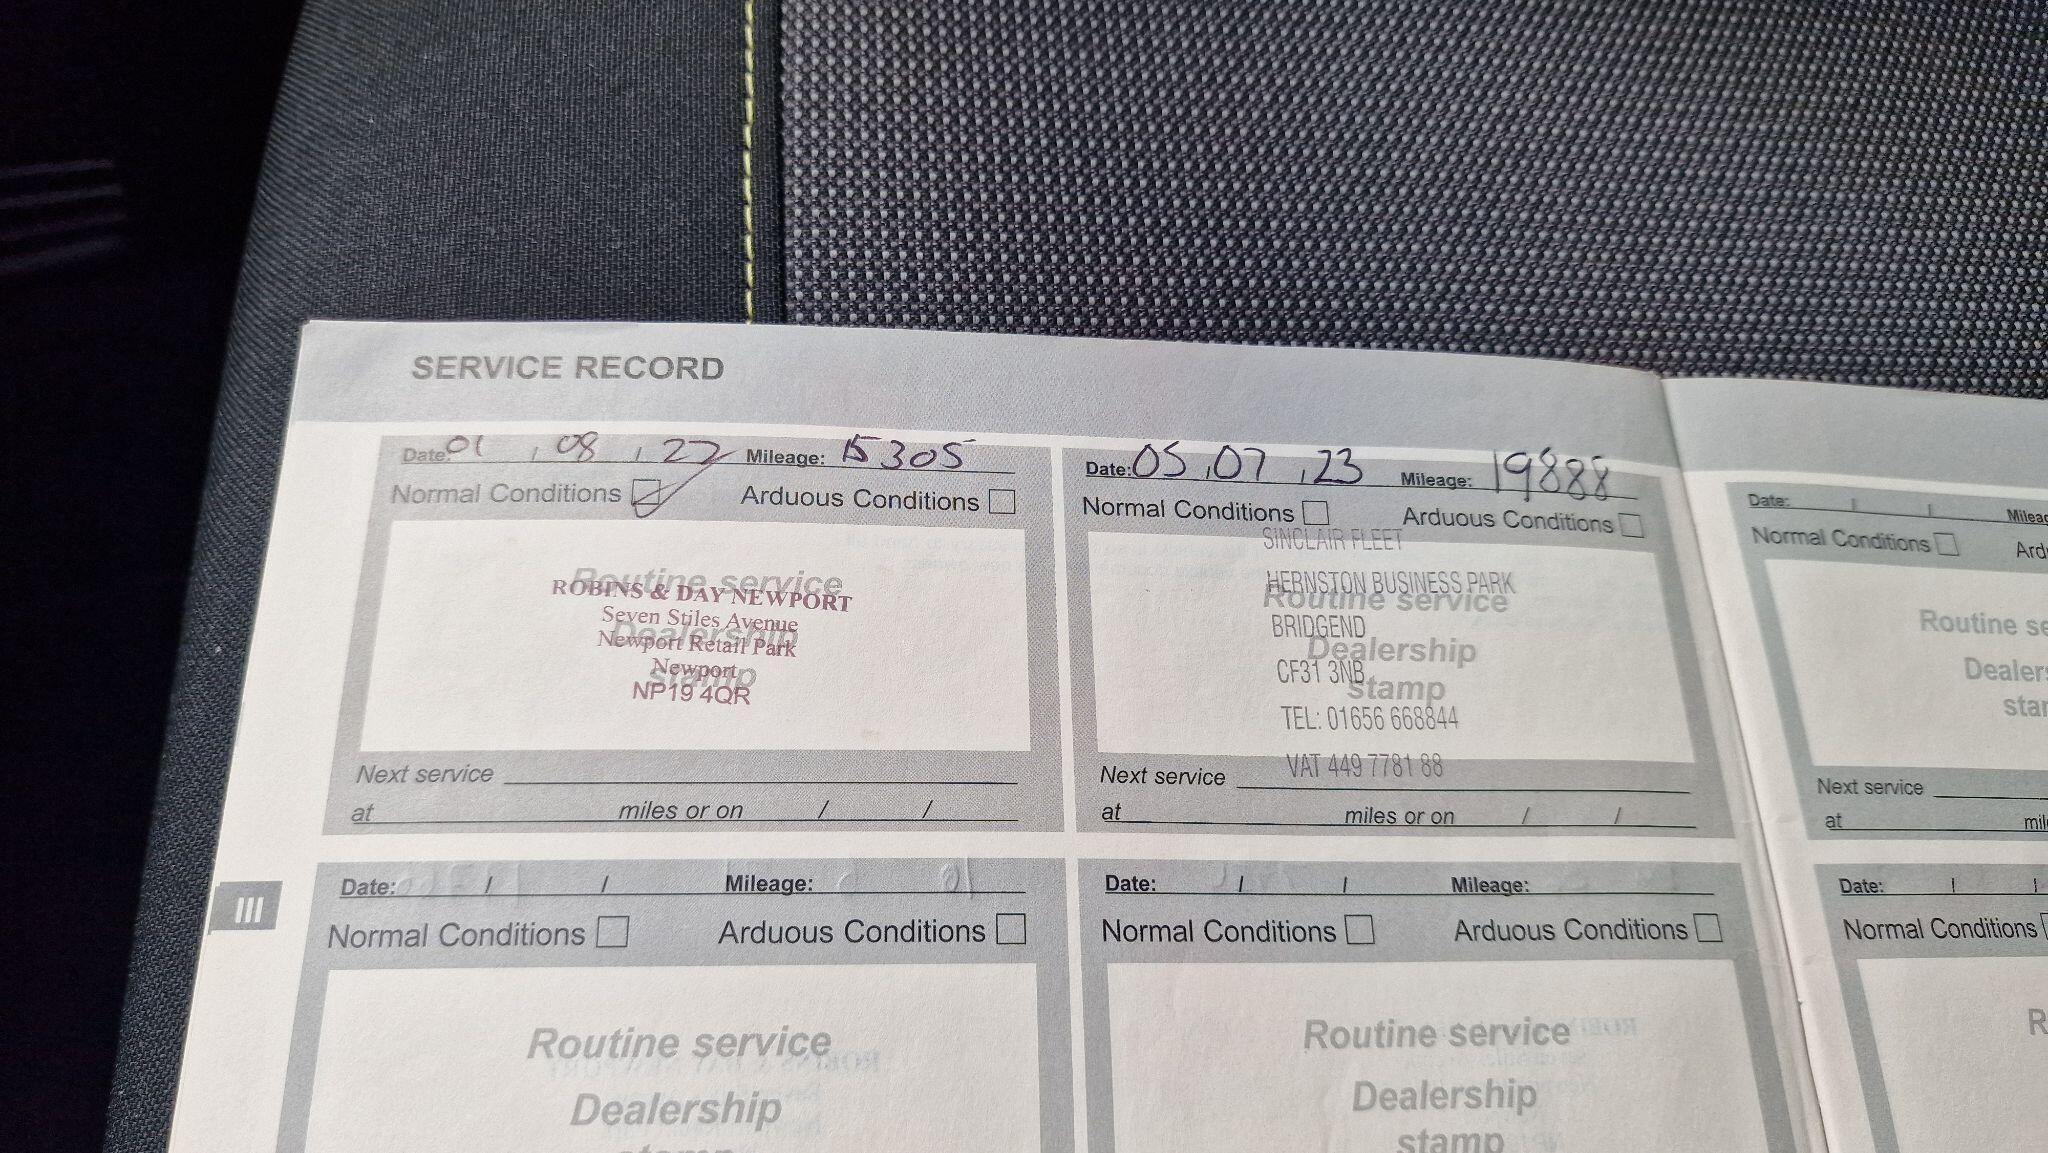 SERVICE RECORD
Date: 01 / 08 / 22 Mileage: 15305
Normal Conditions Arduous Conditions
Routine service
Dealership
stamp
ROBINS & DAY NEWPORT
Seven Stiles Avenue
Newport Retail Park
Newport
NP19 4QR
Next service
at miles or on / /
Date: 05 / 07 / 23 Mileage: 19888
Normal Conditions Arduous Conditions
Routine service
Dealership
stamp
SINCLAIR FLEET
HERNSTON BUSINESS PARK
BRIDGEND
CF31 3NB
TEL: 01656 668844
VAT 449 7781 88
Next service
at miles or on / /
Date: / /
Normal Conditions
Routine
Next service
at
III
Date: / / Mileage:
Normal Conditions Arduous Conditions
Routine service
Dealership
stamp
Date: / / Mileage:
Normal Conditions Arduous Conditions
Routine service
Dealership
stamp
Date: / /
Normal Conditions